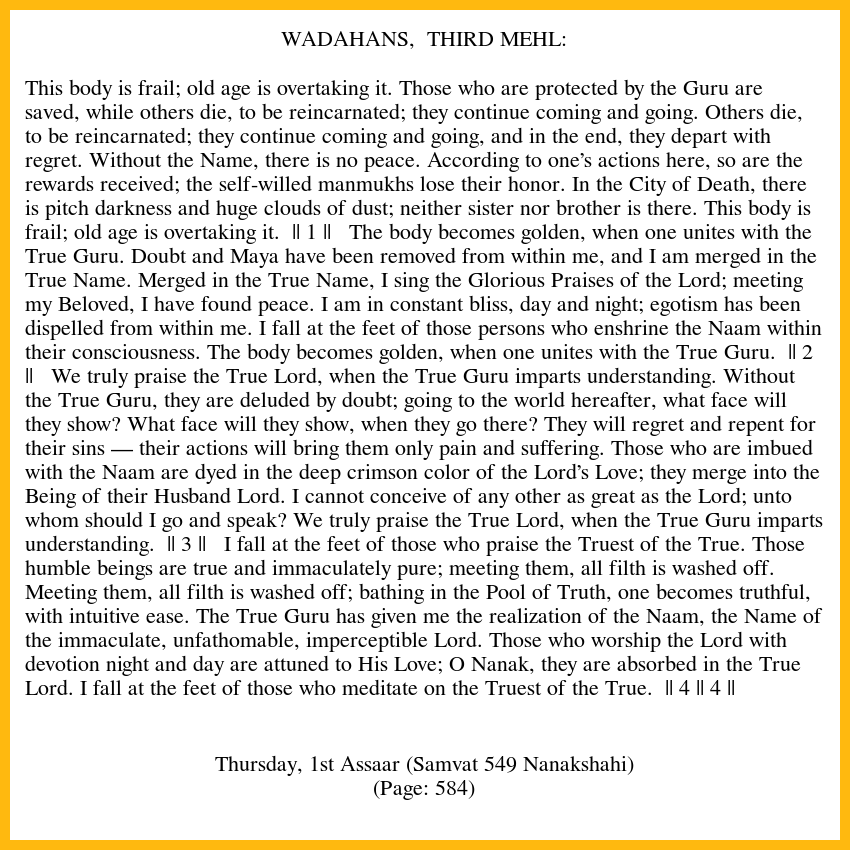 WADAHANS,  THIRD MEHL:
This body is frail; old age is overtaking it. Those who are protected by the Guru are
saved, while others die, to be reincarnated; they continue coming and going. Others die,
to be reincarnated; they continue coming and going, and in the end, they depart with
regret. Without the Name, there is no peace. According to one’s actions here, so are the
rewards received; the self-willed manmukhs lose their honor. In the City of Death, there
is pitch darkness and huge clouds of dust; neither sister nor brother is there. This body is
frail; old age is overtaking it.  || 1 ||   The body becomes golden, when one unites with the
True Guru. Doubt and Maya have been removed from within me, and I am merged in the
True Name. Merged in the True Name, I sing the Glorious Praises of the Lord; meeting
my Beloved, I have found peace. I am in constant bliss, day and night; egotism has been
dispelled from within me. I fall at the feet of those persons who enshrine the Naam within
their consciousness. The body becomes golden, when one unites with the True Guru.  || 2
||   We truly praise the True Lord, when the True Guru imparts understanding. Without
the True Guru, they are deluded by doubt; going to the world hereafter, what face will
they show? What face will they show, when they go there? They will regret and repent for
their sins — their actions will bring them only pain and suffering. Those who are imbued
with the Naam are dyed in the deep crimson color of the Lord’s Love; they merge into the
Being of their Husband Lord. I cannot conceive of any other as great as the Lord; unto
whom should I go and speak? We truly praise the True Lord, when the True Guru imparts
understanding.  || 3 ||   I fall at the feet of those who praise the Truest of the True. Those
humble beings are true and immaculately pure; meeting them, all filth is washed off.
Meeting them, all filth is washed off; bathing in the Pool of Truth, one becomes truthful,
with intuitive ease. The True Guru has given me the realization of the Naam, the Name of
the immaculate, unfathomable, imperceptible Lord. Those who worship the Lord with
devotion night and day are attuned to His Love; O Nanak, they are absorbed in the True
Lord. I fall at the feet of those who meditate on the Truest of the True.  || 4 || 4 ||
Thursday, 1st Assaar (Samvat 549 Nanakshahi)
(Page: 584)